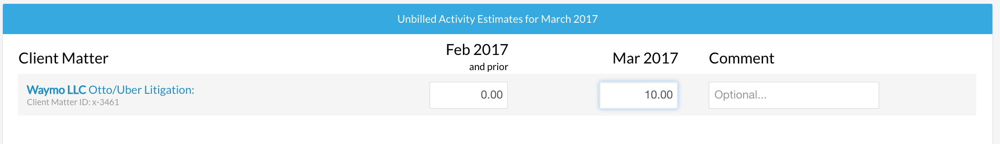 Unbilled Activity Estimates for March 2017
Client Matter
Feb 2017
and prior
Mar 2017
Comment
Waymo LLC Otto/Uber Litigation:
Client Matter ID: x-3461
0.00
10.00
Optional...